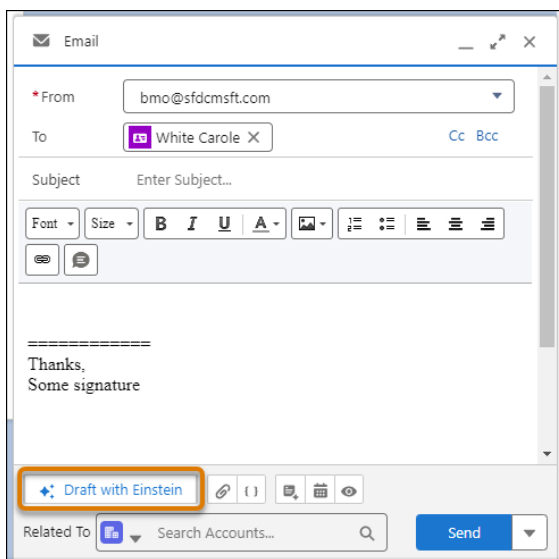 Email
*From bmo@sfdcmsft.com
To White Carole Cc Bcc
Subject Enter Subject...
Font Size B I U A
============
Thanks,
Some signature
Draft with Einstein { }
Related To Search Accounts... Send